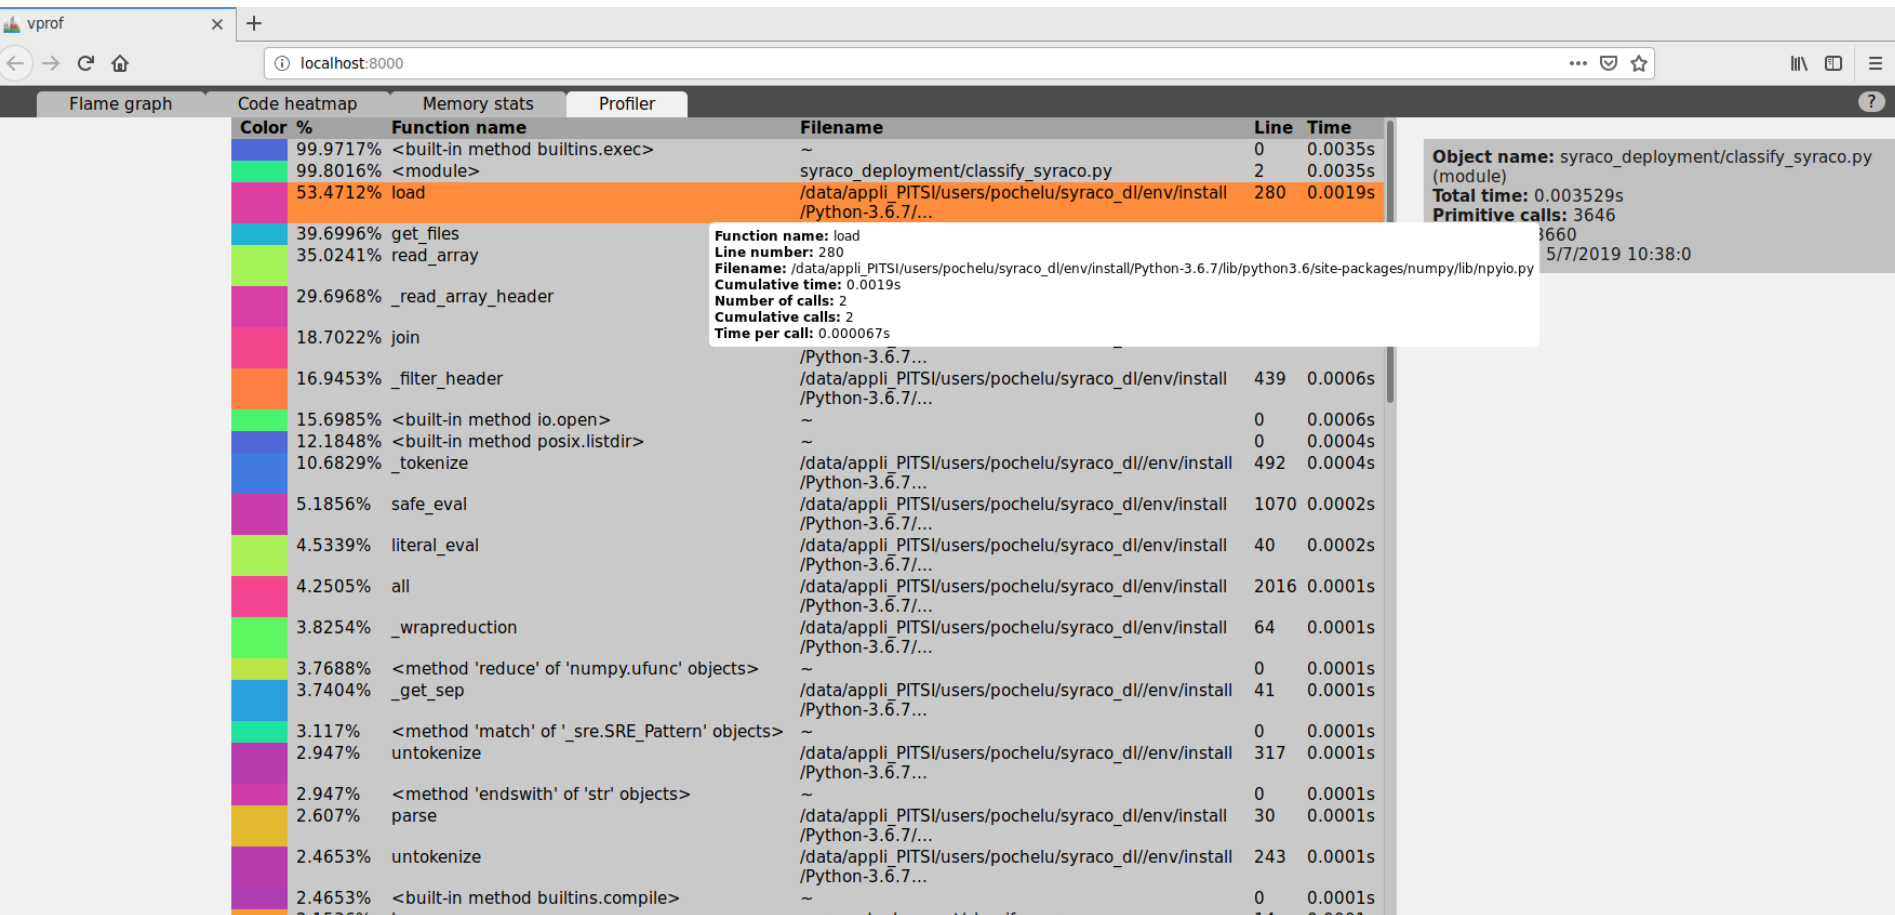 vprof
localhost:8000
Flame graph Code heatmap Memory stats Profiler ?
Color % Function name Filename Line Time
99.9717% <built-in method builtins.exec> ~ 0 0.0035s
99.8016% <module> syraco_deployment/classify_syraco.py 2 0.0035s
53.4712% load /data/appli_PITSI/users/pochelu/syraco_dl/env/install 280 0.0019s
/Python-3.6.7/...
39.6996% get_files
35.0241% read_array
29.6968% _read_array_header
18.7022% join
/Python-3.6.7...
16.9453% _filter_header /data/appli_PITSI/users/pochelu/syraco_dl/env/install 439 0.0006s
/Python-3.6.7/...
15.6985% <built-in method io.open> ~ 0 0.0006s
12.1848% <built-in method posix.listdir> ~ 0 0.0004s
10.6829% _tokenize /data/appli_PITSI/users/pochelu/syraco_dl//env/install 492 0.0004s
/Python-3.6.7...
5.1856% safe_eval /data/appli_PITSI/users/pochelu/syraco_dl/env/install 1070 0.0002s
/Python-3.6.7/...
4.5339% literal_eval /data/appli_PITSI/users/pochelu/syraco_dl/env/install 40 0.0002s
/Python-3.6.7/...
4.2505% all /data/appli_PITSI/users/pochelu/syraco_dl/env/install 2016 0.0001s
/Python-3.6.7/...
3.8254% _wrapreduction /data/appli_PITSI/users/pochelu/syraco_dl/env/install 64 0.0001s
/Python-3.6.7/...
3.7688% <method 'reduce' of 'numpy.ufunc' objects> ~ 0 0.0001s
3.7404% _get_sep /data/appli_PITSI/users/pochelu/syraco_dl//env/install 41 0.0001s
/Python-3.6.7...
3.117% <method 'match' of '_sre.SRE_Pattern' objects> ~ 0 0.0001s
2.947% untokenize /data/appli_PITSI/users/pochelu/syraco_dl//env/install 317 0.0001s
/Python-3.6.7...
2.947% <method 'endswith' of 'str' objects> ~ 0 0.0001s
2.607% parse /data/appli_PITSI/users/pochelu/syraco_dl/env/install 30 0.0001s
/Python-3.6.7/...
2.4653% untokenize /data/appli_PITSI/users/pochelu/syraco_dl//env/install 243 0.0001s
/Python-3.6.7...
2.4653% <built-in method builtins.compile> ~ 0 0.0001s
Function name: load
Line number: 280
Filename: /data/appli_PITSI/users/pochelu/syraco_dl/env/install/Python-3.6.7/lib/python3.6/site-packages/numpy/lib/npyio.py
Cumulative time: 0.0019s
Number of calls: 2
Cumulative calls: 2
Time per call: 0.000067s
Object name: syraco_deployment/classify_syraco.py
(module)
Total time: 0.003529s
Primitive calls: 3646
3660
5/7/2019 10:38:0